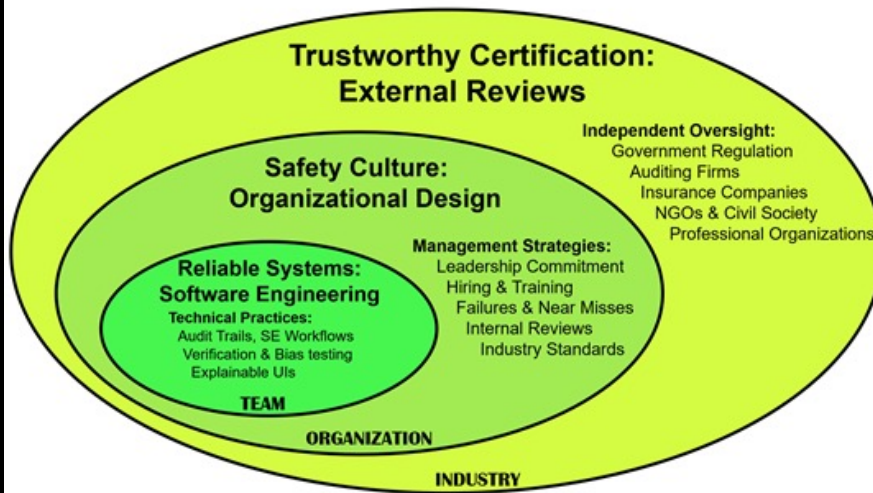 Trustworthy Certification:
External Reviews
Independent Oversight:
Government Regulation
Auditing Firms
Insurance Companies
NGOs & Civil Society
Professional Organizations
Safety Culture:
Organizational Design
Management Strategies:
Leadership Commitment
Hiring & Training
Failures & Near Misses
Internal Reviews
Industry Standards
Reliable Systems:
Software Engineering
Technical Practices:
Audit Trails, SE Workflows
Verification & Bias testing
Explainable UIs
TEAM
ORGANIZATION
INDUSTRY